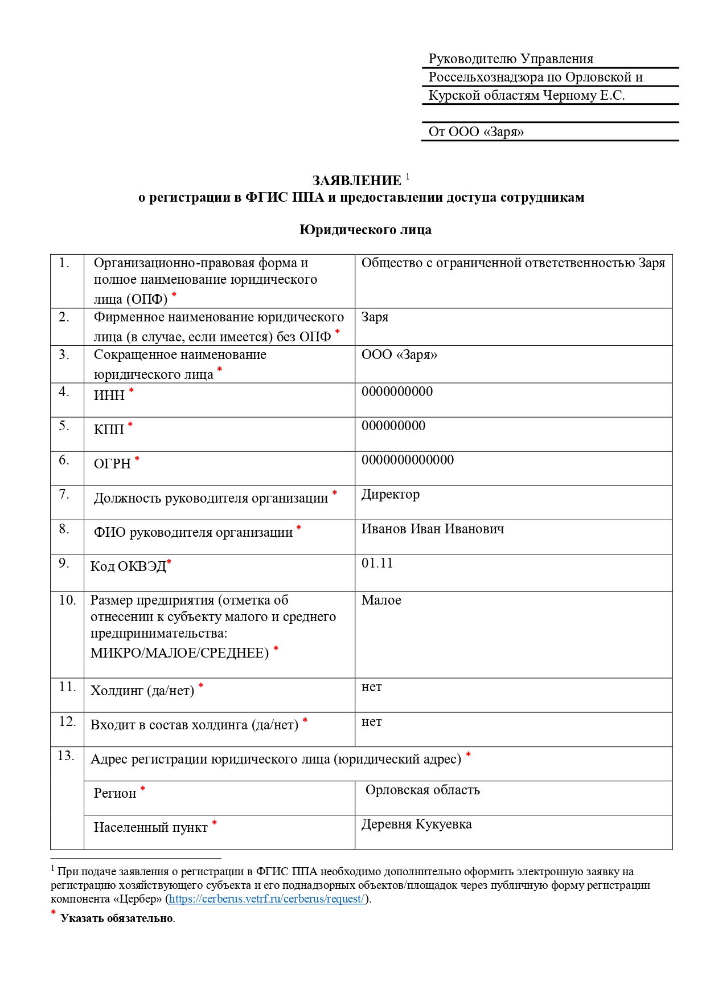 Руководителю Управления
Россельхознадзора по Орловской и
Курской областям Черному Е.С.
От ООО «Заря»
ЗАЯВЛЕНИЕ 1
о регистрации в ФГИС ППА и предоставлении доступа сотрудникам
Юридического лица
1. Организационно-правовая форма и Общество с ограниченной ответственностью Заря
полное наименование юридического
лица (ОПФ) *
2. Фирменное наименование юридического Заря
лица (в случае, если имеется) без ОПФ *
3. Сокращенное наименование ООО «Заря»
юридического лица *
4. ИНН * 0000000000
5. КПП * 000000000
6. ОГРН * 0000000000000
7. Должность руководителя организации * Директор
8. ФИО руководителя организации * Иванов Иван Иванович
9. Код ОКВЭД* 01.11
10. Размер предприятия (отметка об Малое
отнесении к субъекту малого и среднего
предпринимательства:
МИКРО/МАЛОЕ/СРЕДНЕЕ) *
11. Холдинг (да/нет) * нет
12. Входит в состав холдинга (да/нет) * нет
13. Адрес регистрации юридического лица (юридический адрес) *
Регион * Орловская область
Населенный пункт * Деревня Кукуевка
1 При подаче заявления о регистрации в ФГИС ППА необходимо дополнительно оформить электронную заявку на
регистрацию хозяйствующего субъекта и его поднадзорных объектов/площадок через публичную форму регистрации
компонента «Цербер» (https://cerberus.vetrf.ru/cerberus/request/).
* Указать обязательно.